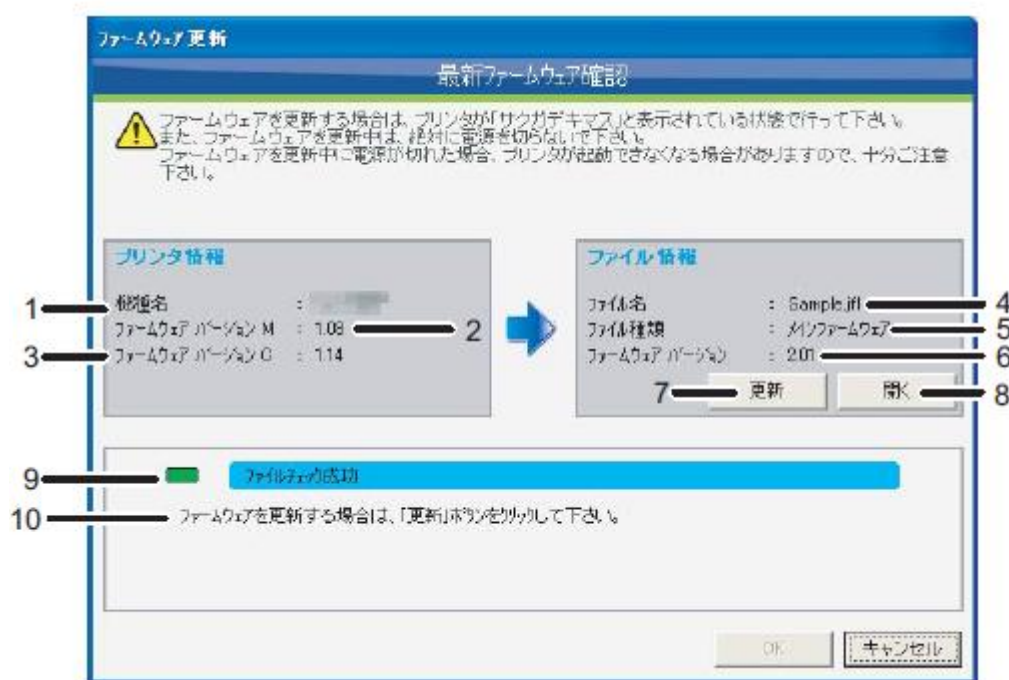 ファームウェア更新
最新ファームウェア確認
ファームウェアを更新する場合は、プリンタが「サクガデキマス」と表示されている状態で行って下さい。
また、ファームウェアを更新中は、絶対に電源を切らないで下さい。
ファームウェアを更新中に電源が切れた場合、プリンタが起動できなくなる場合がありますので、十分ご注意
下さい。
プリンタ情報
1 機種名 :
ファームウェア バージョン M : 1.08 2
3 ファームウェア バージョン C : 1.14
ファイル情報
ファイル名 : Sample.jfl 4
ファイル種類 : メインファームウェア 5
ファームウェア バージョン : 2.01 6
7 更新 開く 8
9 ファイルチェック成功
10 ファームウェアを更新する場合は、「更新」ボタンをクリックして下さい。
OK キャンセル